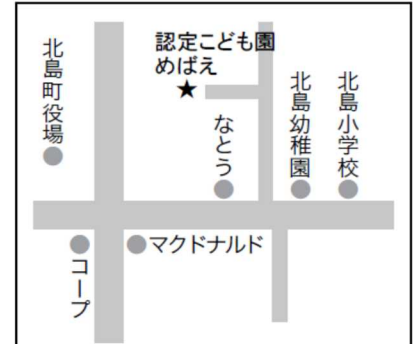 認定こども園
めばえ
★
北島町役場
なとう
北島幼稚園
北島小学校
マクドナルド
コープ